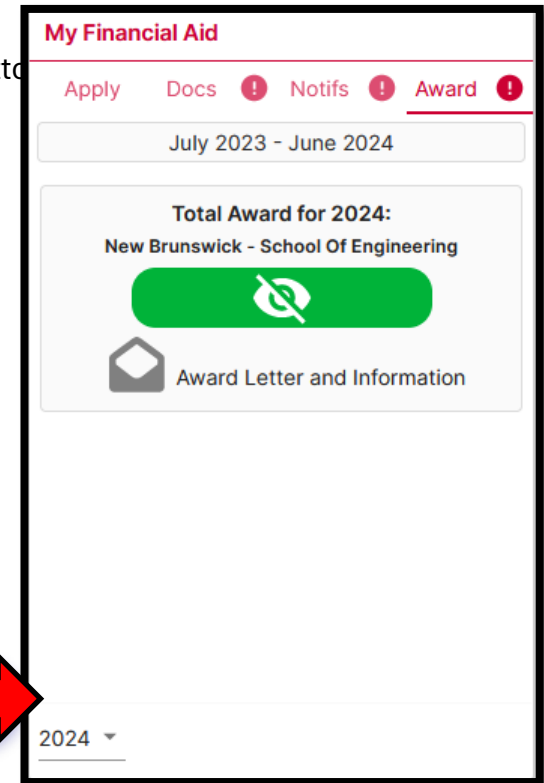 My Financial Aid
Apply Docs ! Notifs ! Award !
July 2023 - June 2024
Total Award for 2024:
New Brunswick - School Of Engineering
Award Letter and Information
2024